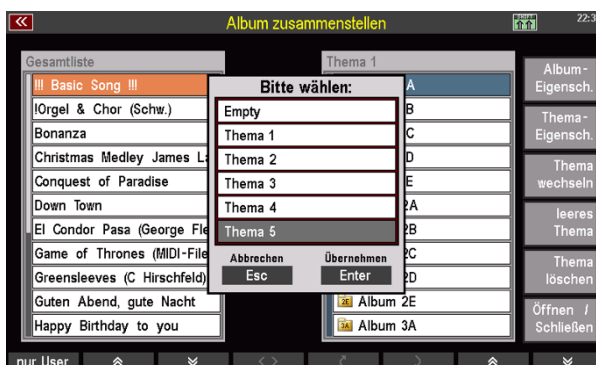 Album zusammenstellen
22:3
Gesamtliste
!!! Basic Song !!!
!Orgel & Chor (Schw.)
Bonanza
Christmas Medley James L
Conquest of Paradise
Down Town
El Condor Pasa (George Fle
Game of Thrones (MIDI-File
Greensleeves (C Hirschfeld)
Guten Abend, gute Nacht
Happy Birthday to you
Bitte wählen:
Empty
Thema 1
Thema 2
Thema 3
Thema 4
Thema 5
Abbrechen
Esc
Übernehmen
Enter
Thema 1
A
B
C
D
E
2A
2B
2C
2D
2E Album 2E
3A Album 3A
Album-
Eigensch.
Thema-
Eigensch.
Thema
wechseln
leeres
Thema
Thema
löschen
Öffnen /
Schließen
nur User